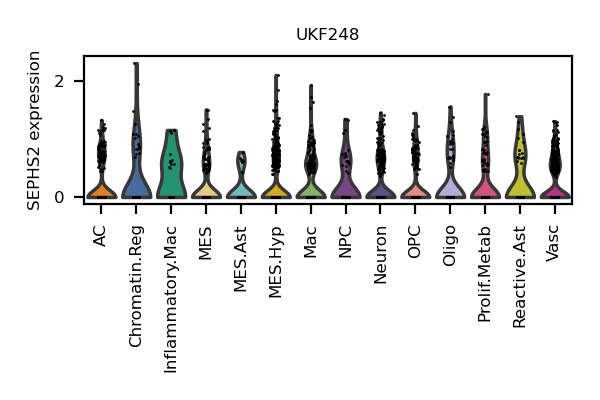 UKF248
SEPHS2 expression
2
0
AC
Chromatin.Reg
Inflammatory.Mac
MES
MES.Ast
MES.Hyp
Mac
NPC
Neuron
OPC
Oligo
Prolif.Metab
Reactive.Ast
Vasc